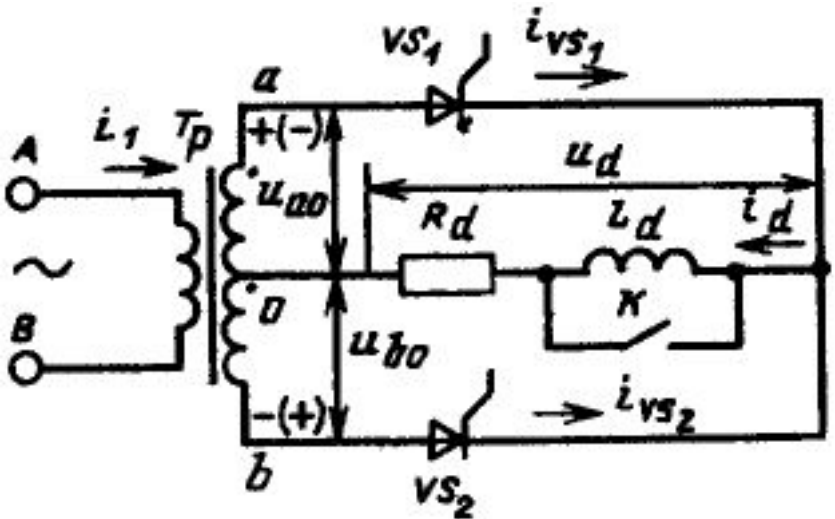 VS₁
i_VS₁
a
i₁
Tp
+(-)
A
u_ao
u_d
R_d
L_d
i_d
B
0
K
u_bo
-(+)
i_VS₂
b
VS₂